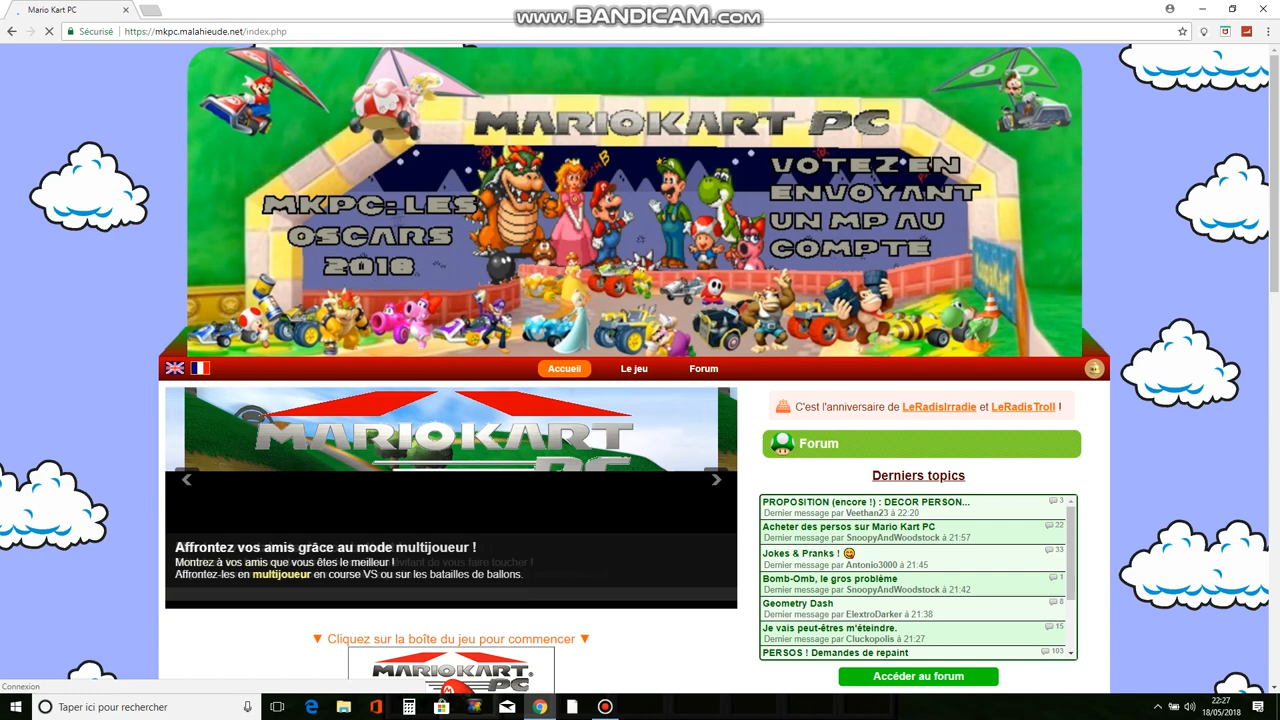 Mario Kart PC
www.BANDICAM.com
Sécurisé
https://mkpc.malahieude.net/index.php
MARIOKART PC
MKPC:LES
OSCARS
2018
VOTEZ EN
ENVOYANT
UN MP AU
COMPTE
Accueil
Le jeu
Forum
MARIOKART
PC
Affrontez vos amis grâce au mode multijoueur !
Montrez à vos amis que vous êtes le meilleur !
évitant de vous faire toucher !
Affrontez-les en multijoueur en course VS ou sur les batailles de ballons.
▼ Cliquez sur la boîte du jeu pour commencer ▼
MARIOKART
PC
C'est l'anniversaire de LeRadisIrradie et LeRadisTroll !
Forum
Derniers topics
PROPOSITION (encore !) : DECOR PERSON... 3
Dernier message par Veethan23 à 22:20
Acheter des persos sur Mario Kart PC 22
Dernier message par SnoopyAndWoodstock à 21:57
Jokes & Pranks ! 33
Dernier message par Antonio3000 à 21:45
Bomb-Omb, le gros problème 1
Dernier message par SnoopyAndWoodstock à 21:42
Geometry Dash 8
Dernier message par ElextroDarker à 21:38
Je vais peut-êtres m'éteindre. 15
Dernier message par Cluckopolis à 21:27
PERSOS ! Demandes de repaint 103
Accéder au forum
Connexion
Taper ici pour rechercher
22:27
18/05/2018